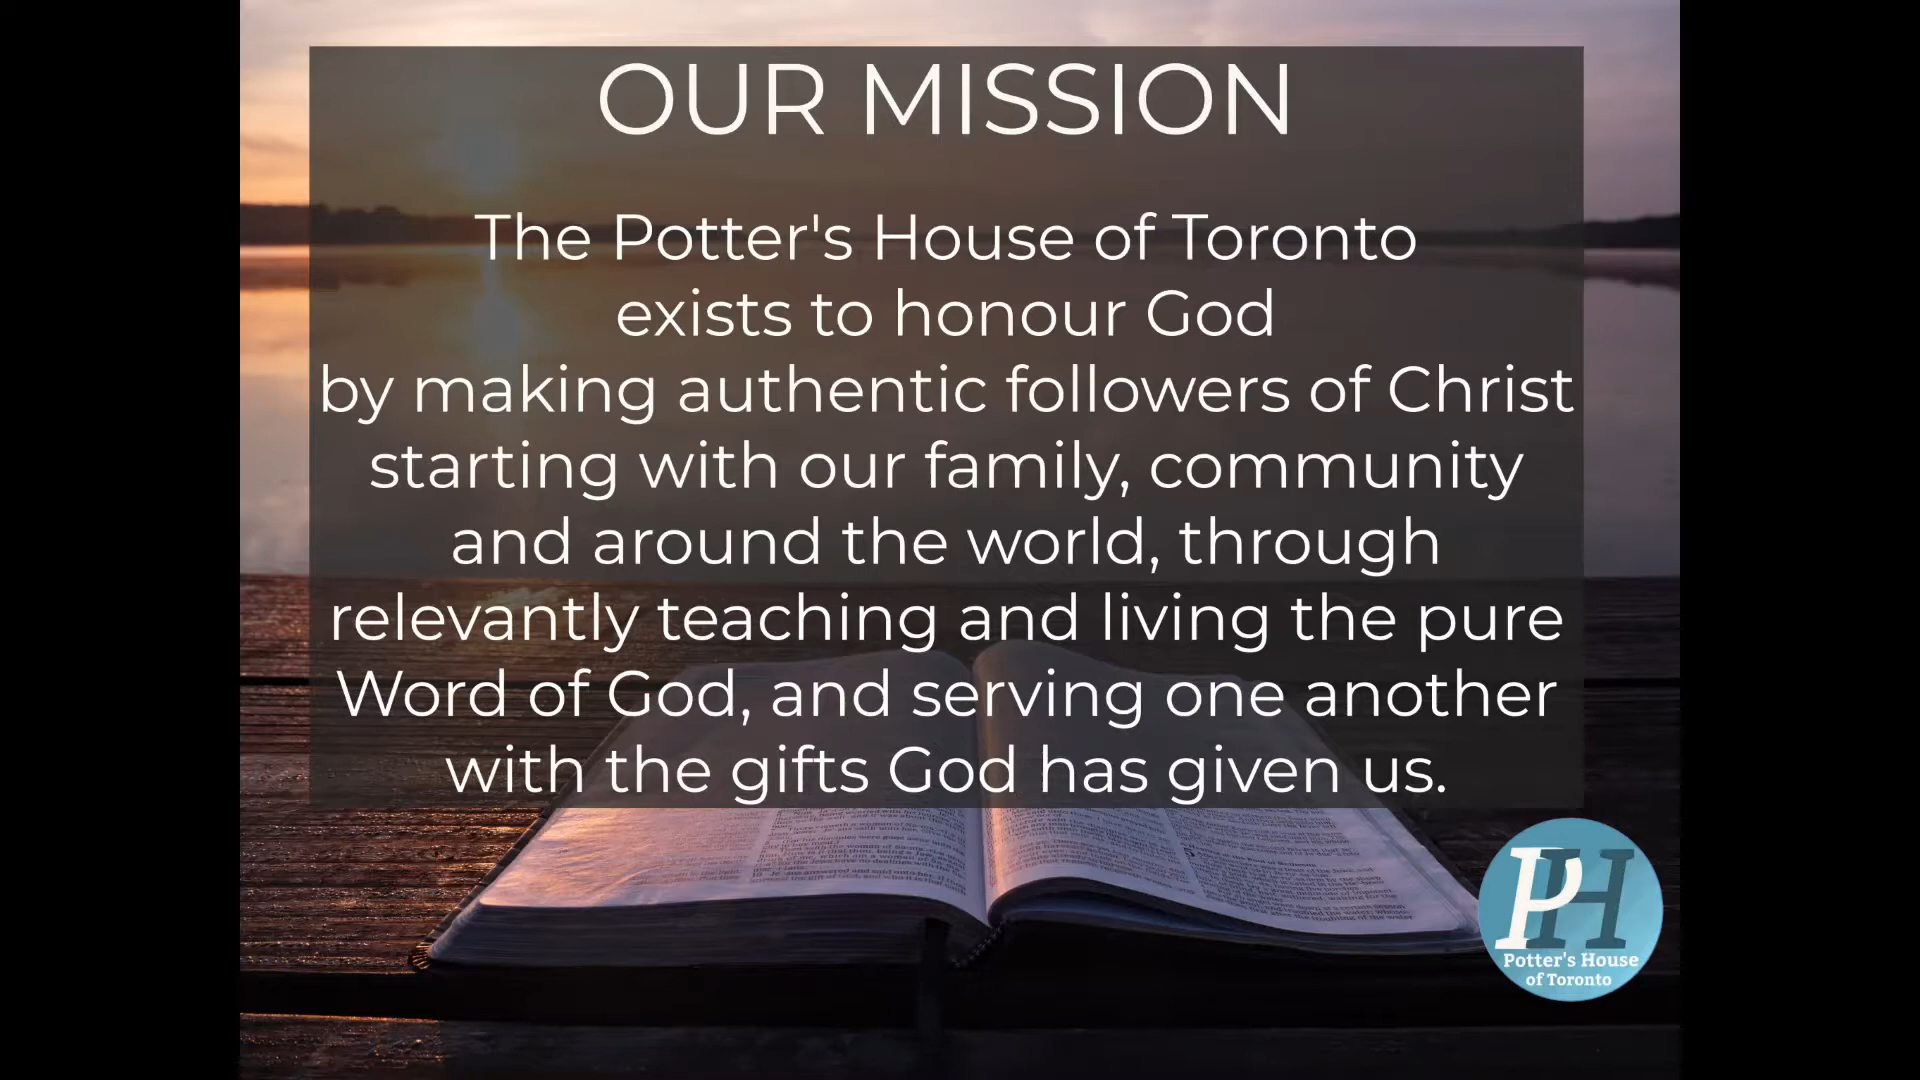 OUR MISSION
The Potter's House of Toronto
exists to honour God
by making authentic followers of Christ
starting with our family, community
and around the world, through
relevantly teaching and living the pure
Word of God, and serving one another
with the gifts God has given us.
PH
Potter's House
of Toronto